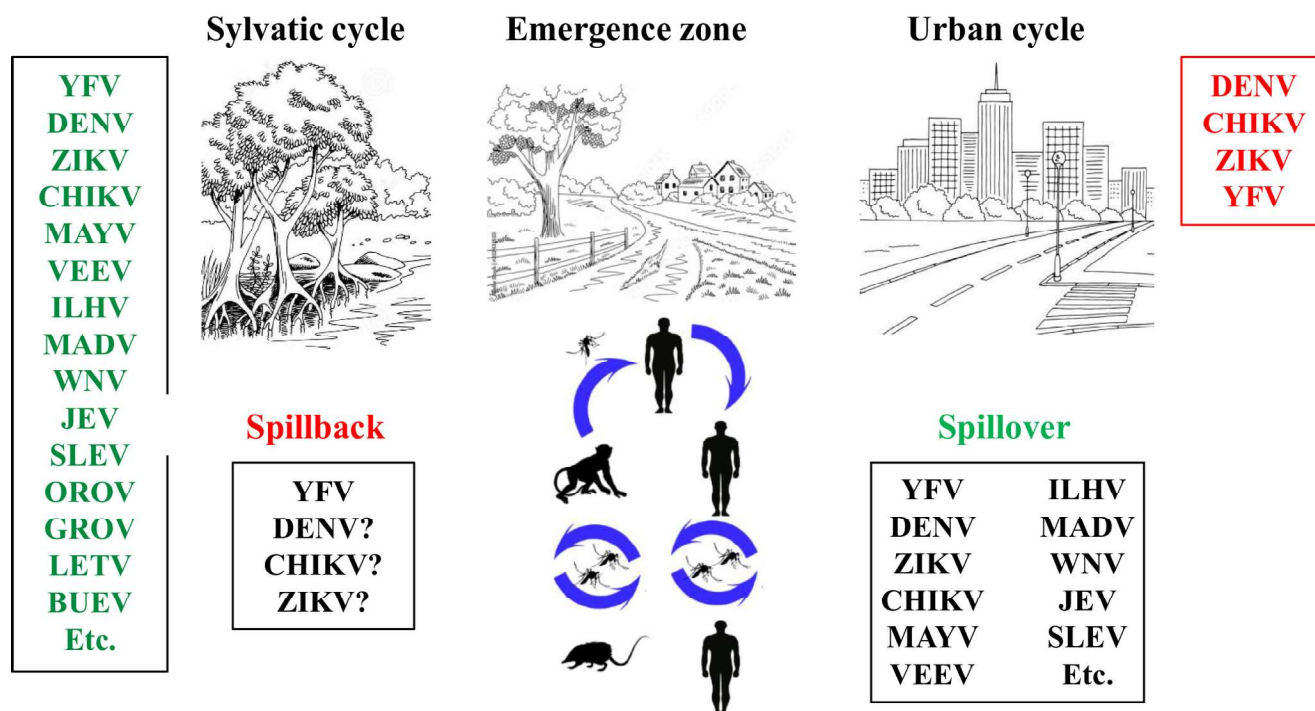 Sylvatic cycle
Emergence zone
Urban cycle
YFV
DENV
ZIKV
CHIKV
MAYV
VEEV
ILHV
MADV
WNV
JEV
SLEV
OROV
GROV
LETV
BUEV
Etc.
DENV
CHIKV
ZIKV
YFV
Spillback
YFV
DENV?
CHIKV?
ZIKV?
Spillover
YFV ILHV
DENV MADV
ZIKV WNV
CHIKV JEV
MAYV SLEV
VEEV Etc.